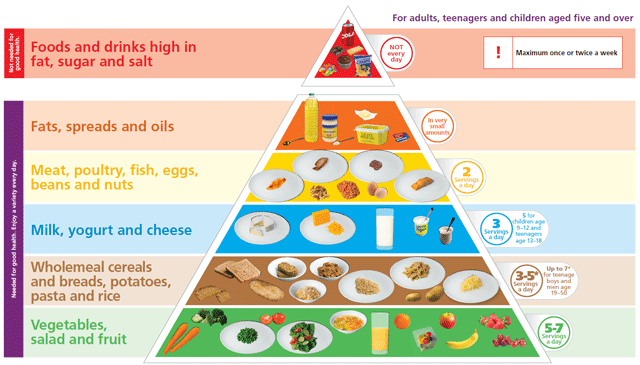 For adults, teenagers and children aged five and over
Not needed for
good health.
Foods and drinks high in
fat, sugar and salt
NOT
every
day
!
Maximum once or twice a week
Needed for good health. Enjoy a variety every day.
Fats, spreads and oils
In very
small
amounts
Meat, poultry, fish, eggs,
beans and nuts
2
Servings
a day
Milk, yogurt and cheese
3
Servings
a day
5 for
children age
9–12 and
teenagers
age 13–18
Wholemeal cereals
and breads, potatoes,
pasta and rice
3-5*
Servings
a day
Up to 7*
for teenage
boys and
men age
19–50
Vegetables,
salad and fruit
5-7
Servings
a day